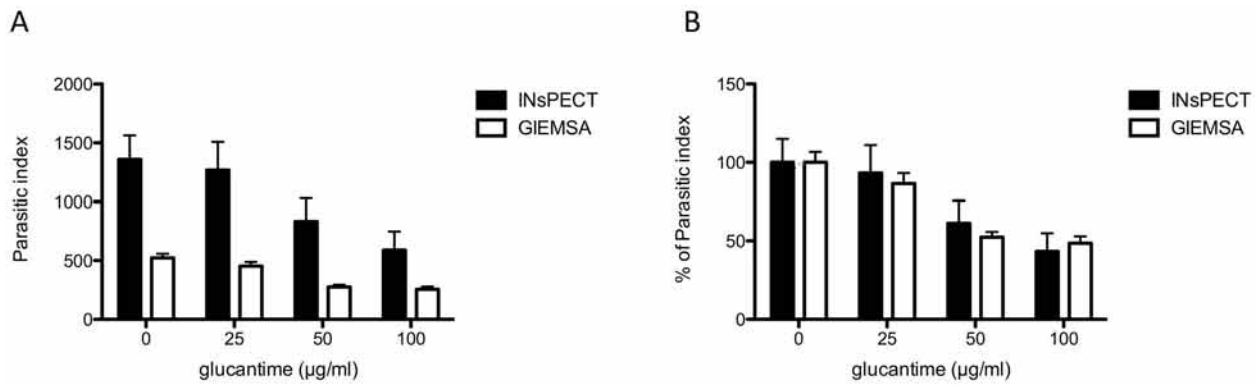 A
2000
1500
1000
500
0
Parasitic index
0 25 50 100
glucantime (µg/ml)
INsPECT
GIEMSA
B
150
100
50
0
% of Parasitic index
0 25 50 100
glucantime (µg/ml)
INsPECT
GIEMSA